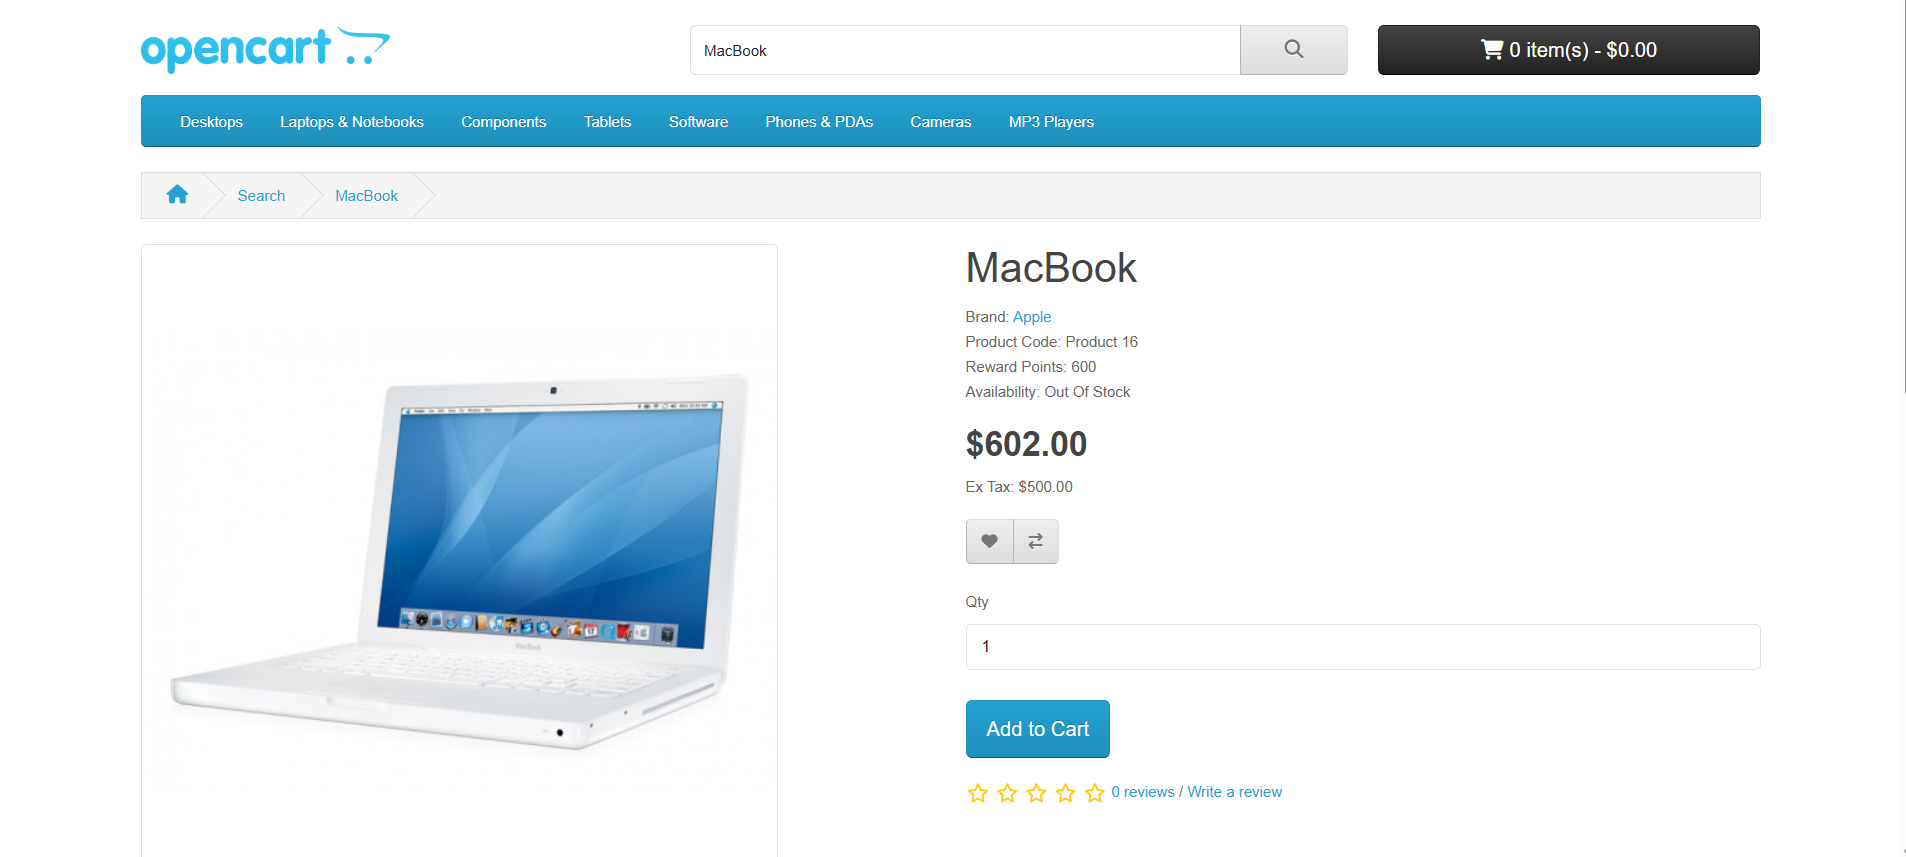 opencart
MacBook
0 item(s) - $0.00
Desktops
Laptops & Notebooks
Components
Tablets
Software
Phones & PDAs
Cameras
MP3 Players
Search
MacBook
MacBook
MacBook
Brand: Apple
Product Code: Product 16
Reward Points: 600
Availability: Out Of Stock
$602.00
Ex Tax: $500.00
Qty
1
Add to Cart
0 reviews / Write a review